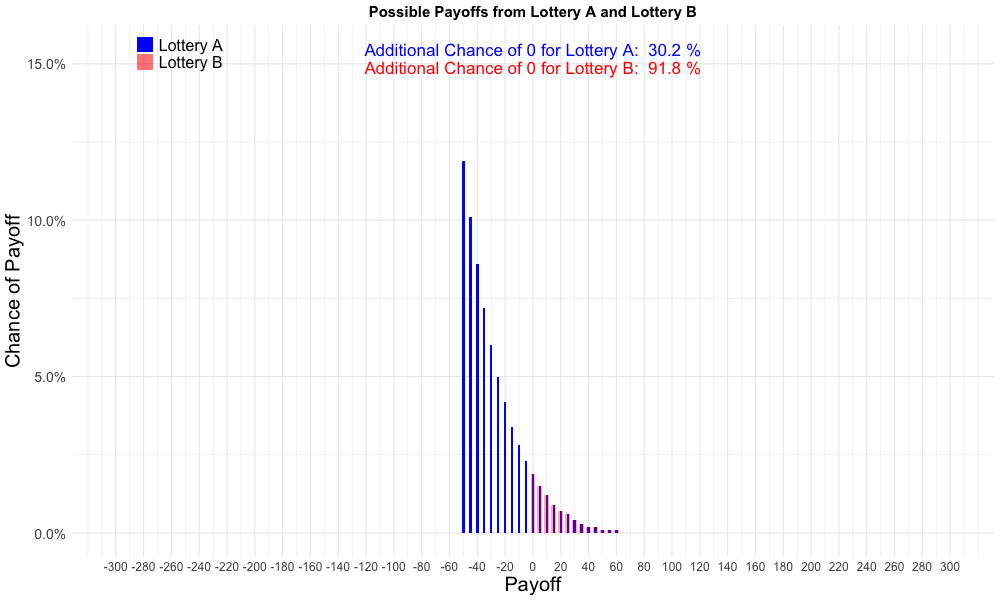 Possible Payoffs from Lottery A and Lottery B
Lottery A
Lottery B
Additional Chance of 0 for Lottery A:  30.2 %
Additional Chance of 0 for Lottery B:  91.8 %
Chance of Payoff
15.0%
10.0%
5.0%
0.0%
-300 -280 -260 -240 -220 -200 -180 -160 -140 -120 -100 -80 -60 -40 -20 0 20 40 60 80 100 120 140 160 180 200 220 240 260 280 300
Payoff